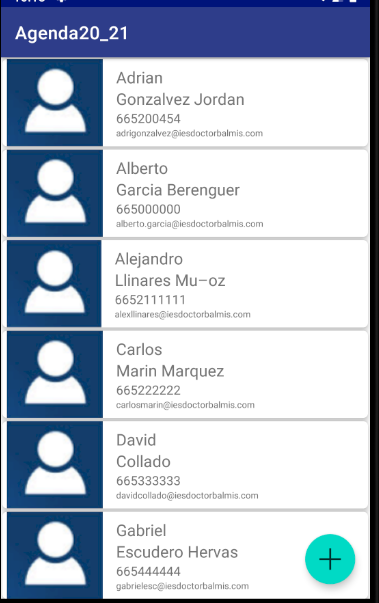 Agenda20_21
Adrian
Gonzalvez Jordan
665200454
adrigonzalvez@iesdoctorbalmis.com
Alberto
Garcia Berenguer
665000000
alberto.garcia@iesdoctorbalmis.com
Alejandro
Llinares Mu–oz
6652111111
alexllinares@iesdoctorbalmis.com
Carlos
Marin Marquez
665222222
carlosmarin@iesdoctorbalmis.com
David
Collado
665333333
davidcollado@iesdoctorbalmis.com
Gabriel
Escudero Hervas
665444444
gabrielesc@iesdoctorbalmis.com